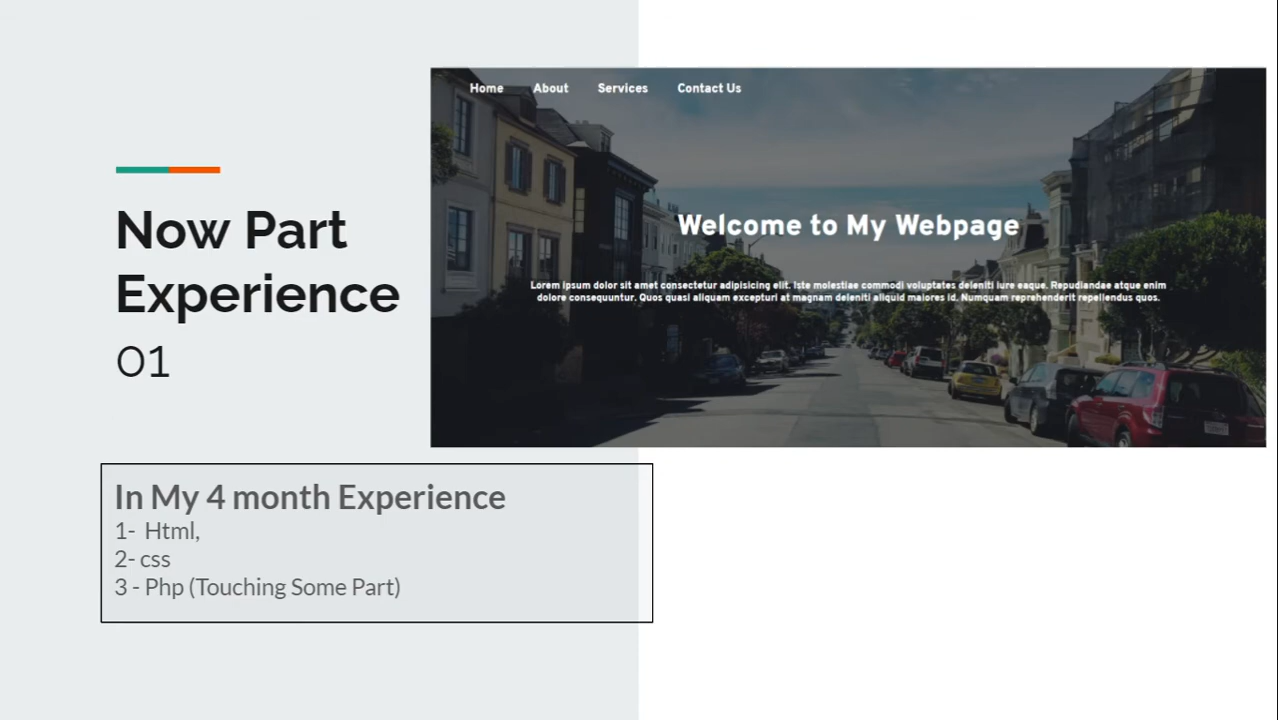 Now Part
Experience
01
Home About Services Contact Us
Welcome to My Webpage
Lorem ipsum dolor sit amet consectetur adipisicing elit. Iste molestiae commodi voluptates deleniti iure eaque. Repudiandae atque enim
dolore consequuntur. Quos quasi aliquam excepturi at magnam deleniti aliquid maiores id. Numquam reprehenderit repellendus quos.
In My 4 month Experience
1- Html,
2- css
3 - Php (Touching Some Part)